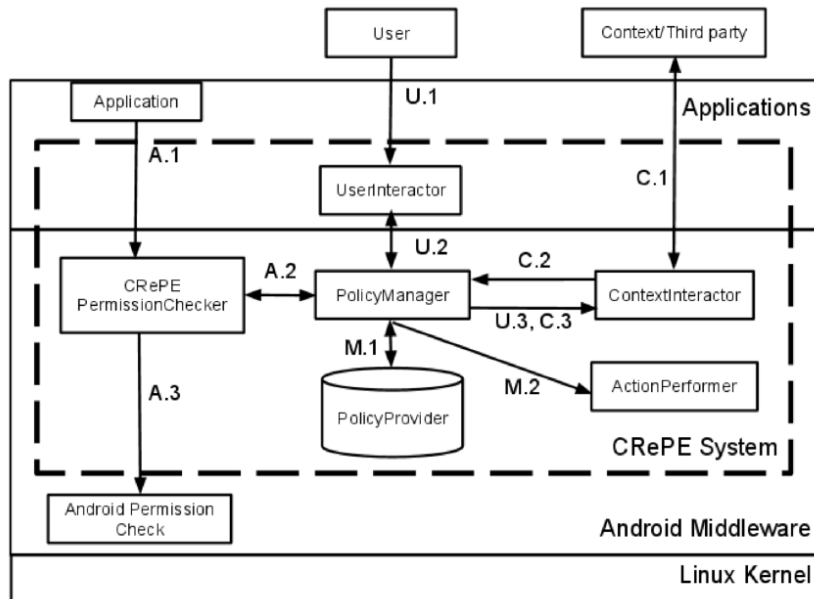 User
Context/Third party
U.1
Application
Applications
A.1
C.1
UserInteractor
U.2
C.2
A.2
CRePE
PermissionChecker
PolicyManager
ContextInteractor
U.3, C.3
M.1
A.3
M.2
ActionPerformer
PolicyProvider
CRePE System
Android Permission
Check
Android Middleware
Linux Kernel